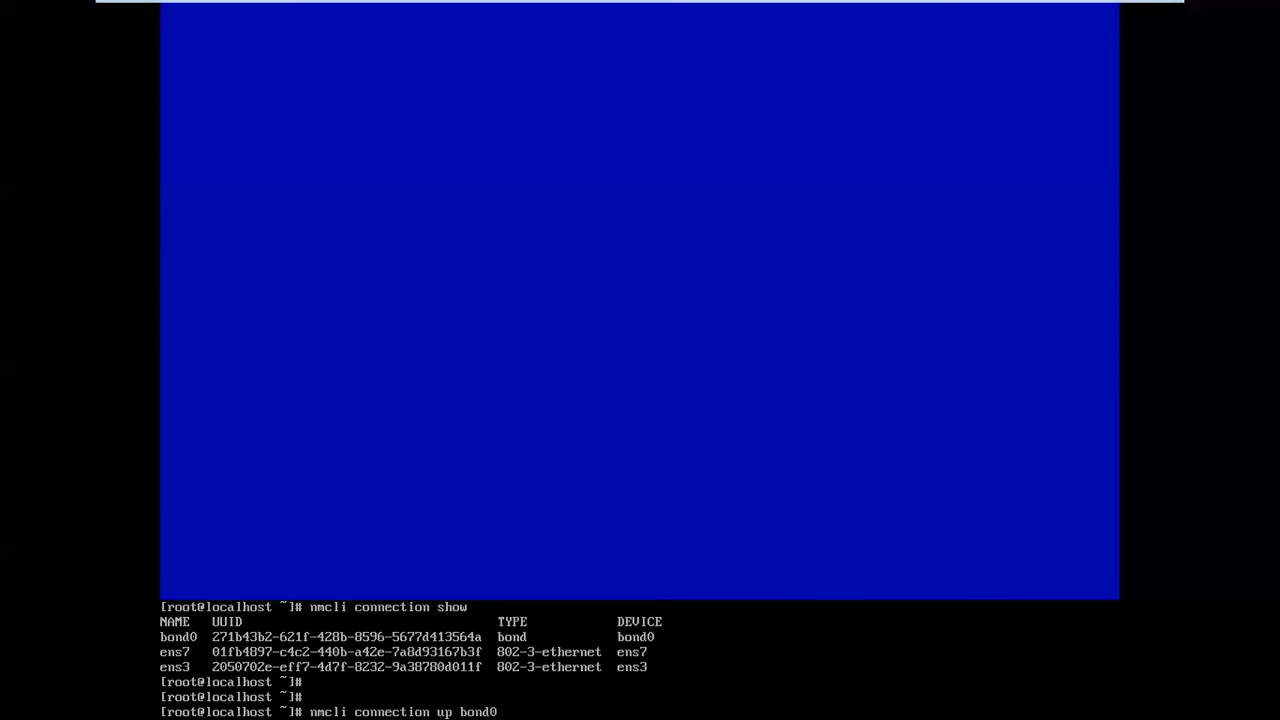 [root@localhost ~]# nmcli connection show
NAME UUID TYPE DEVICE
bond0 271b43b2-621f-428b-8596-5677d413564a bond bond0
ens7 01fb4897-c4c2-440b-a42e-7a8d93167b3f 802-3-ethernet ens7
ens3 2050702e-eff7-4d7f-8232-9a38780d011f 802-3-ethernet ens3
[root@localhost ~]#
[root@localhost ~]#
[root@localhost ~]# nmcli connection up bond0